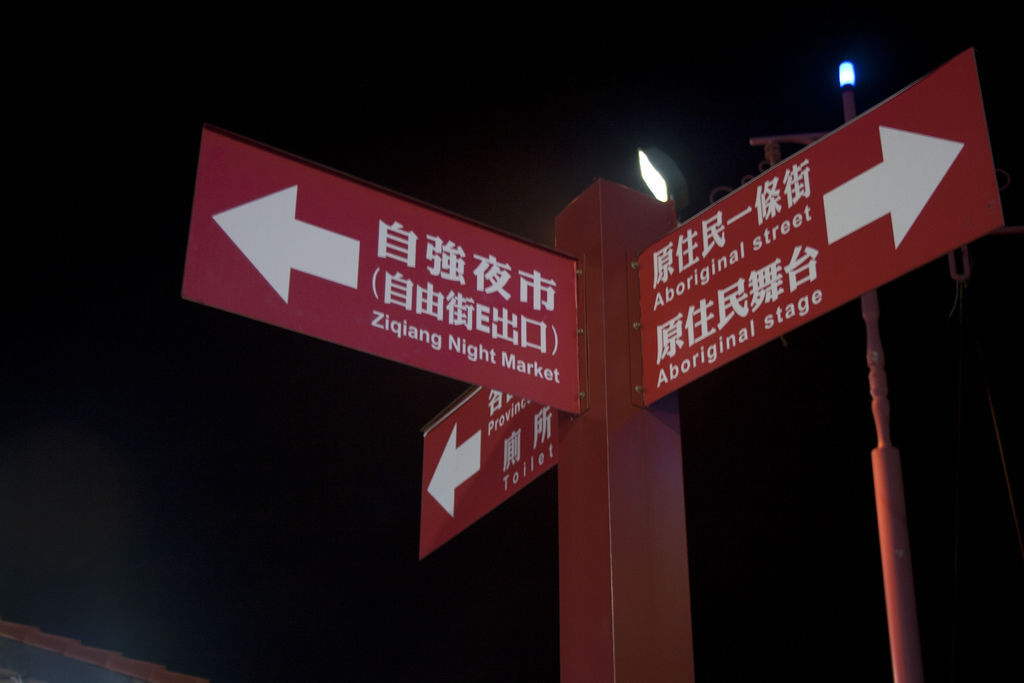 自強夜市
(自由街E出口)
Ziqiang Night Market
原住民一條街
Aboriginal street
原住民舞台
Aboriginal stage
各
廁所
Toilet